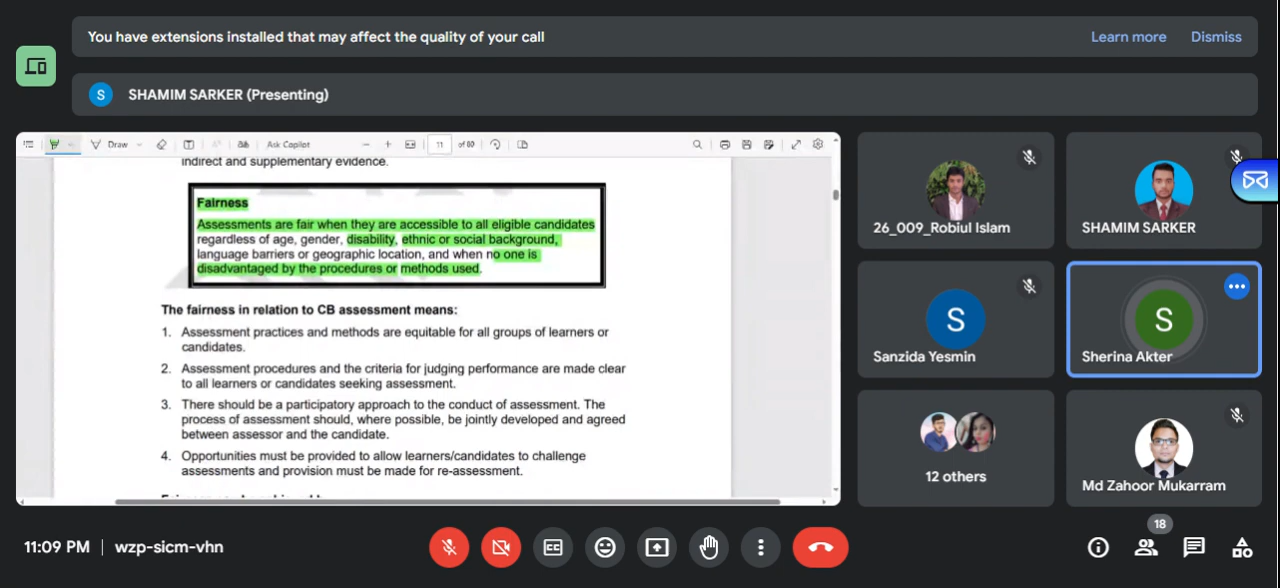 You have extensions installed that may affect the quality of your call
Learn more
Dismiss
S
SHAMIM SARKER (Presenting)
Draw
Ask Copilot
11
of 80
indirect and supplementary evidence.
Fairness
Assessments are fair when they are accessible to all eligible candidates
regardless of age, gender, disability, ethnic or social background,
language barriers or geographic location, and when no one is
disadvantaged by the procedures or methods used.
The fairness in relation to CB assessment means:
1. Assessment practices and methods are equitable for all groups of learners or
candidates.
2. Assessment procedures and the criteria for judging performance are made clear
to all learners or candidates seeking assessment.
3. There should be a participatory approach to the conduct of assessment. The
process of assessment should, where possible, be jointly developed and agreed
between assessor and the candidate.
4. Opportunities must be provided to allow learners/candidates to challenge
assessments and provision must be made for re-assessment.
26_009_Robiul Islam
SHAMIM SARKER
S
Sanzida Yesmin
S
Sherina Akter
12 others
Md Zahoor Mukarram
11:09 PM
wzp-sicm-vhn
18